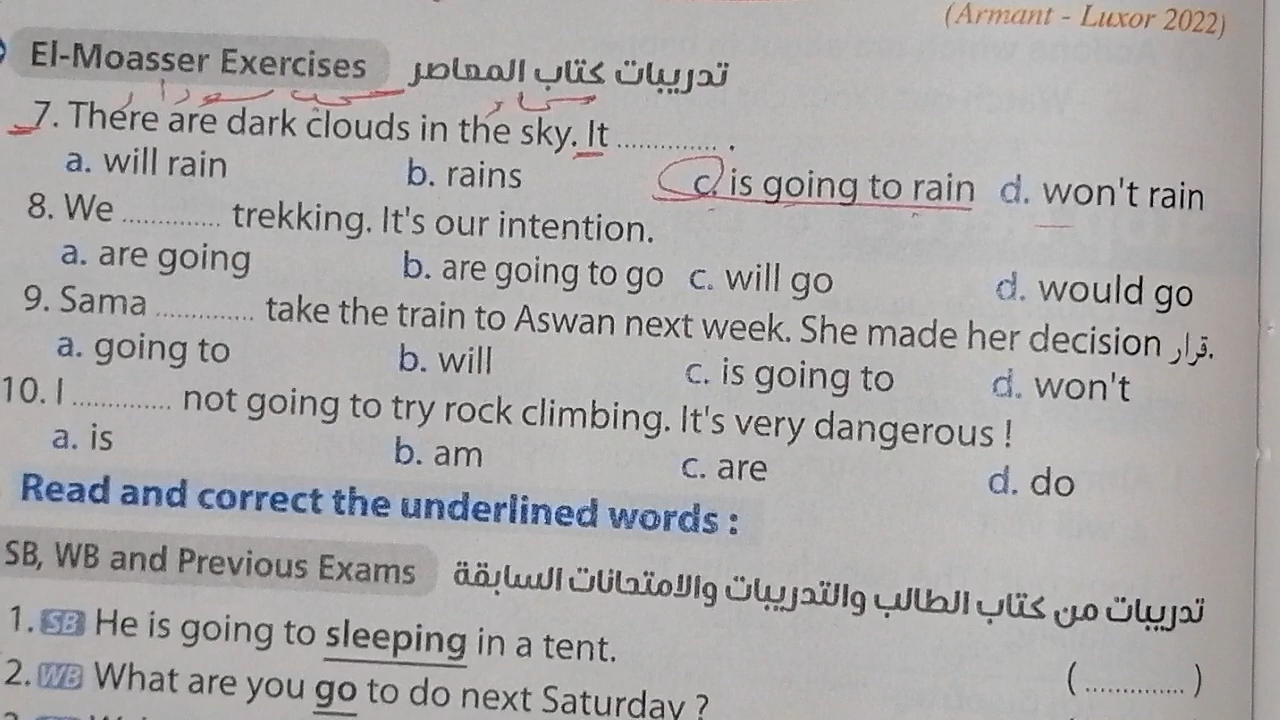 (Armant - Luxor 2022)
El-Moasser Exercises تدريبات كتاب المعاصر
7. There are dark clouds in the sky. It .............. .
a. will rain b. rains c. is going to rain d. won't rain
8. We .............. trekking. It's our intention.
a. are going b. are going to go c. will go d. would go
9. Sama .............. take the train to Aswan next week. She made her decision قرار.
a. going to b. will c. is going to d. won't
10. I .............. not going to try rock climbing. It's very dangerous !
a. is b. am c. are d. do
Read and correct the underlined words :
SB, WB and Previous Exams تدريبات من كتاب الطالب والتدريبات والامتحانات السابقة
1. SB He is going to sleeping in a tent. (..............)
2. WB What are you go to do next Saturday ?